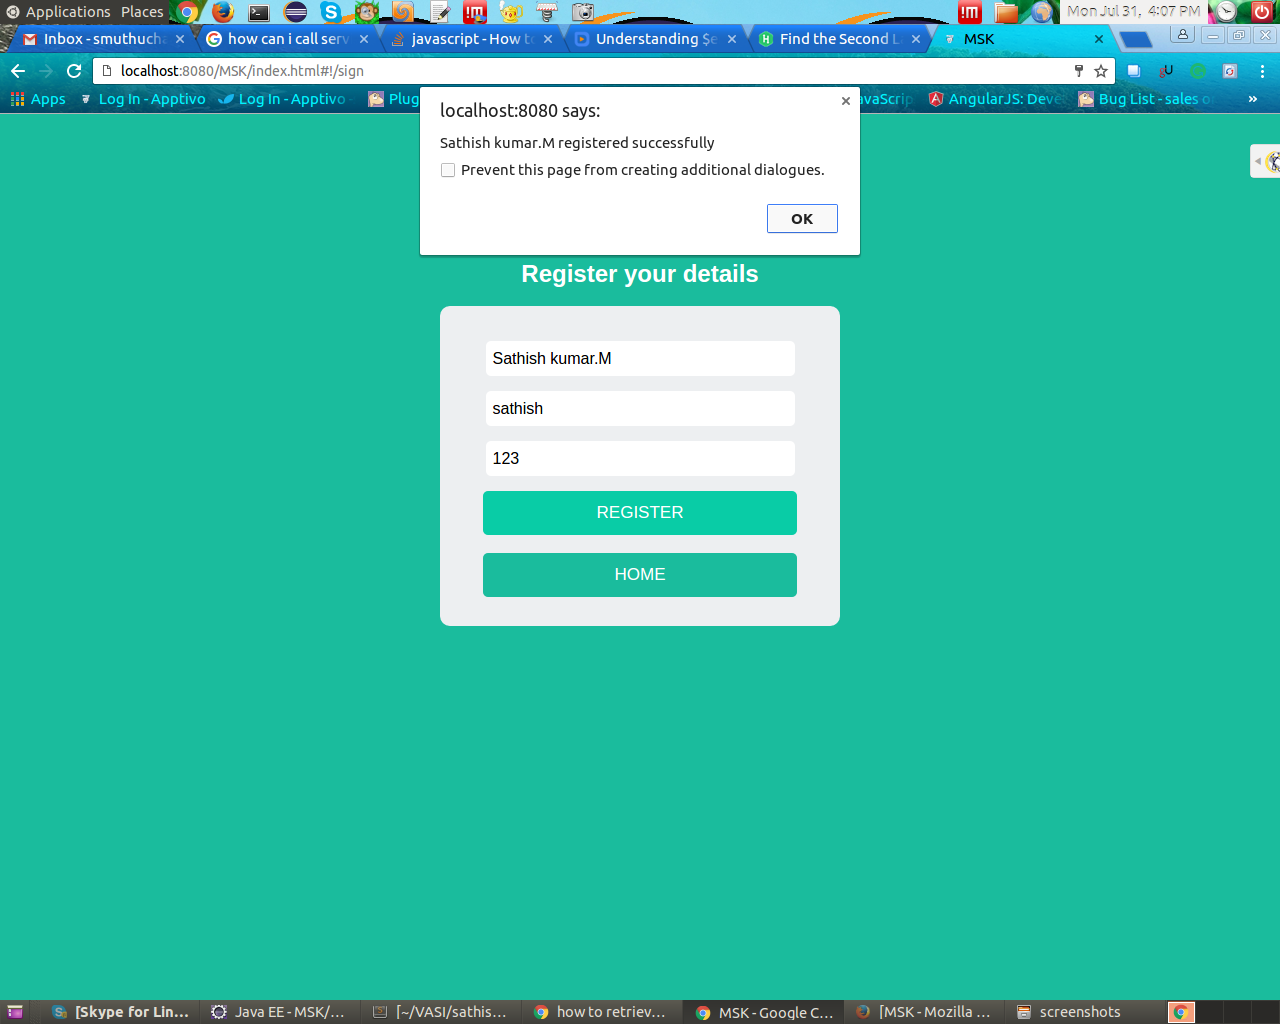 Applications Places
Mon Jul 31, 4:07 PM
Inbox - smuthuch
how can i call serv
javascript - How t
Understanding Se
Find the Second L
MSK
localhost:8080/MSK/index.html#!/sign
Apps
Log In - Apptivo
Log In - Apptivo
Plug
avaScrip
AngularJS: Deve
Bug List - sales o
»
localhost:8080 says:
Sathish kumar.M registered successfully
Prevent this page from creating additional dialogues.
OK
Register your details
Sathish kumar.M
sathish
123
REGISTER
HOME
[Skype for Lin...
Java EE - MSK/...
[~/VASI/sathis...
how to retriev...
MSK - Google C...
[MSK - Mozilla ...
screenshots